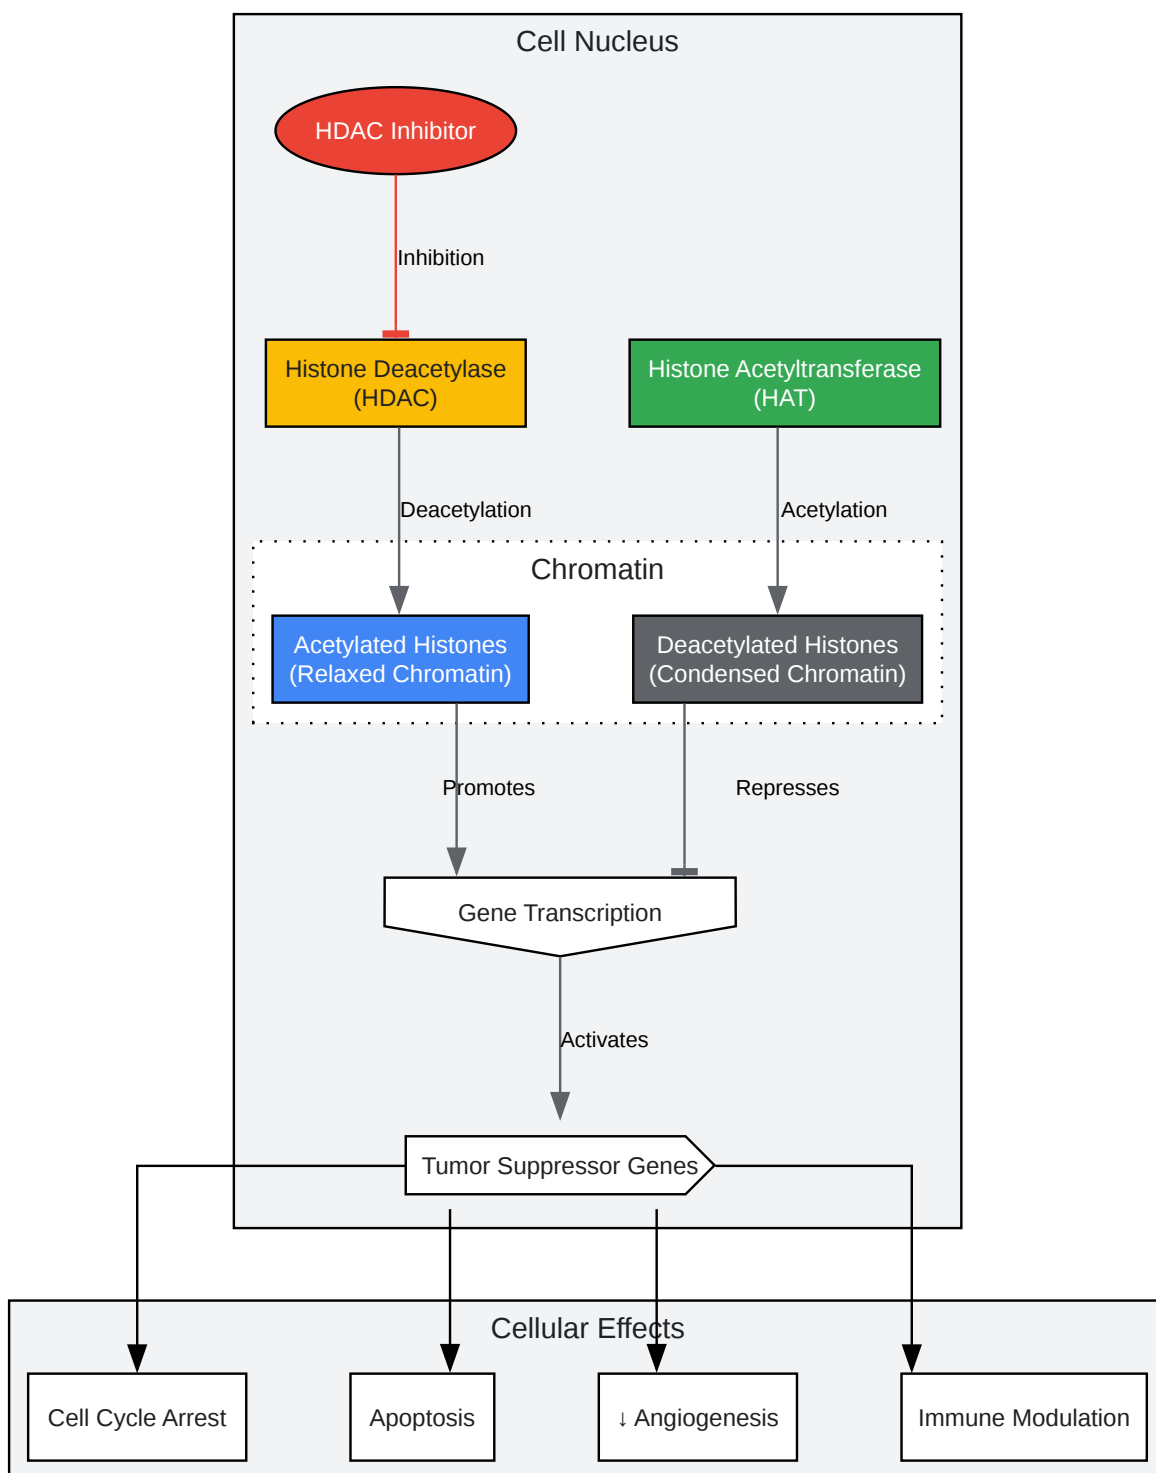 Cell Nucleus
HDAC Inhibitor
Inhibition
Histone Deacetylase
(HDAC)
Histone Acetyltransferase
(HAT)
Deacetylation
Acetylation
Chromatin
Acetylated Histones
(Relaxed Chromatin)
Deacetylated Histones
(Condensed Chromatin)
Promotes
Represses
Gene Transcription
Activates
Tumor Suppressor Genes
Cellular Effects
Cell Cycle Arrest
Apoptosis
↓ Angiogenesis
Immune Modulation